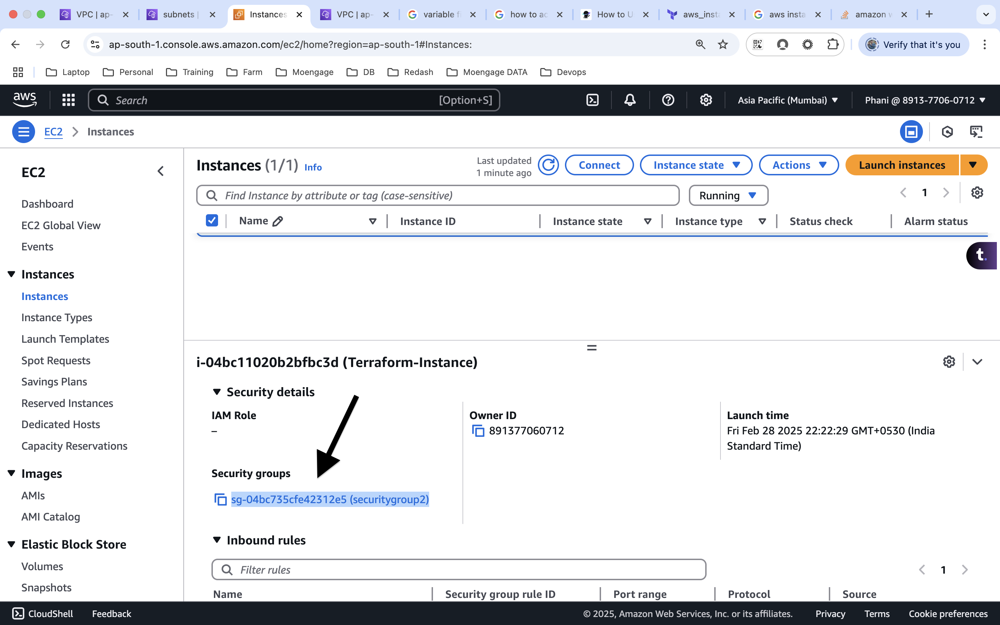 VPC | ap-
subnets |
Instances
VPC | ap-
variable fi
how to ac
How to U
aws_insta
aws insta
amazon w
ap-south-1.console.aws.amazon.com/ec2/home?region=ap-south-1#Instances:
Verify that it's you
Laptop
Personal
Training
Farm
Moengage
DB
Redash
Moengage DATA
Devops
aws
Search
[Option+S]
Asia Pacific (Mumbai)
Phani @ 8913-7706-0712
EC2
Instances
EC2
Dashboard
EC2 Global View
Events
Instances
Instances
Instance Types
Launch Templates
Spot Requests
Savings Plans
Reserved Instances
Dedicated Hosts
Capacity Reservations
Images
AMIs
AMI Catalog
Elastic Block Store
Volumes
Snapshots
Instances (1/1) Info
Last updated
1 minute ago
Connect
Instance state
Actions
Launch instances
Find Instance by attribute or tag (case-sensitive)
Running
1
Name
Instance ID
Instance state
Instance type
Status check
Alarm status
t.
i-04bc11020b2bfbc3d (Terraform-Instance)
Security details
IAM Role
–
Owner ID
891377060712
Launch time
Fri Feb 28 2025 22:22:29 GMT+0530 (India
Standard Time)
Security groups
sg-04bc735cfe42312e5 (securitygroup2)
Inbound rules
Filter rules
1
Name
Security group rule ID
Port range
Protocol
Source
CloudShell
Feedback
© 2025, Amazon Web Services, Inc. or its affiliates.
Privacy
Terms
Cookie preferences